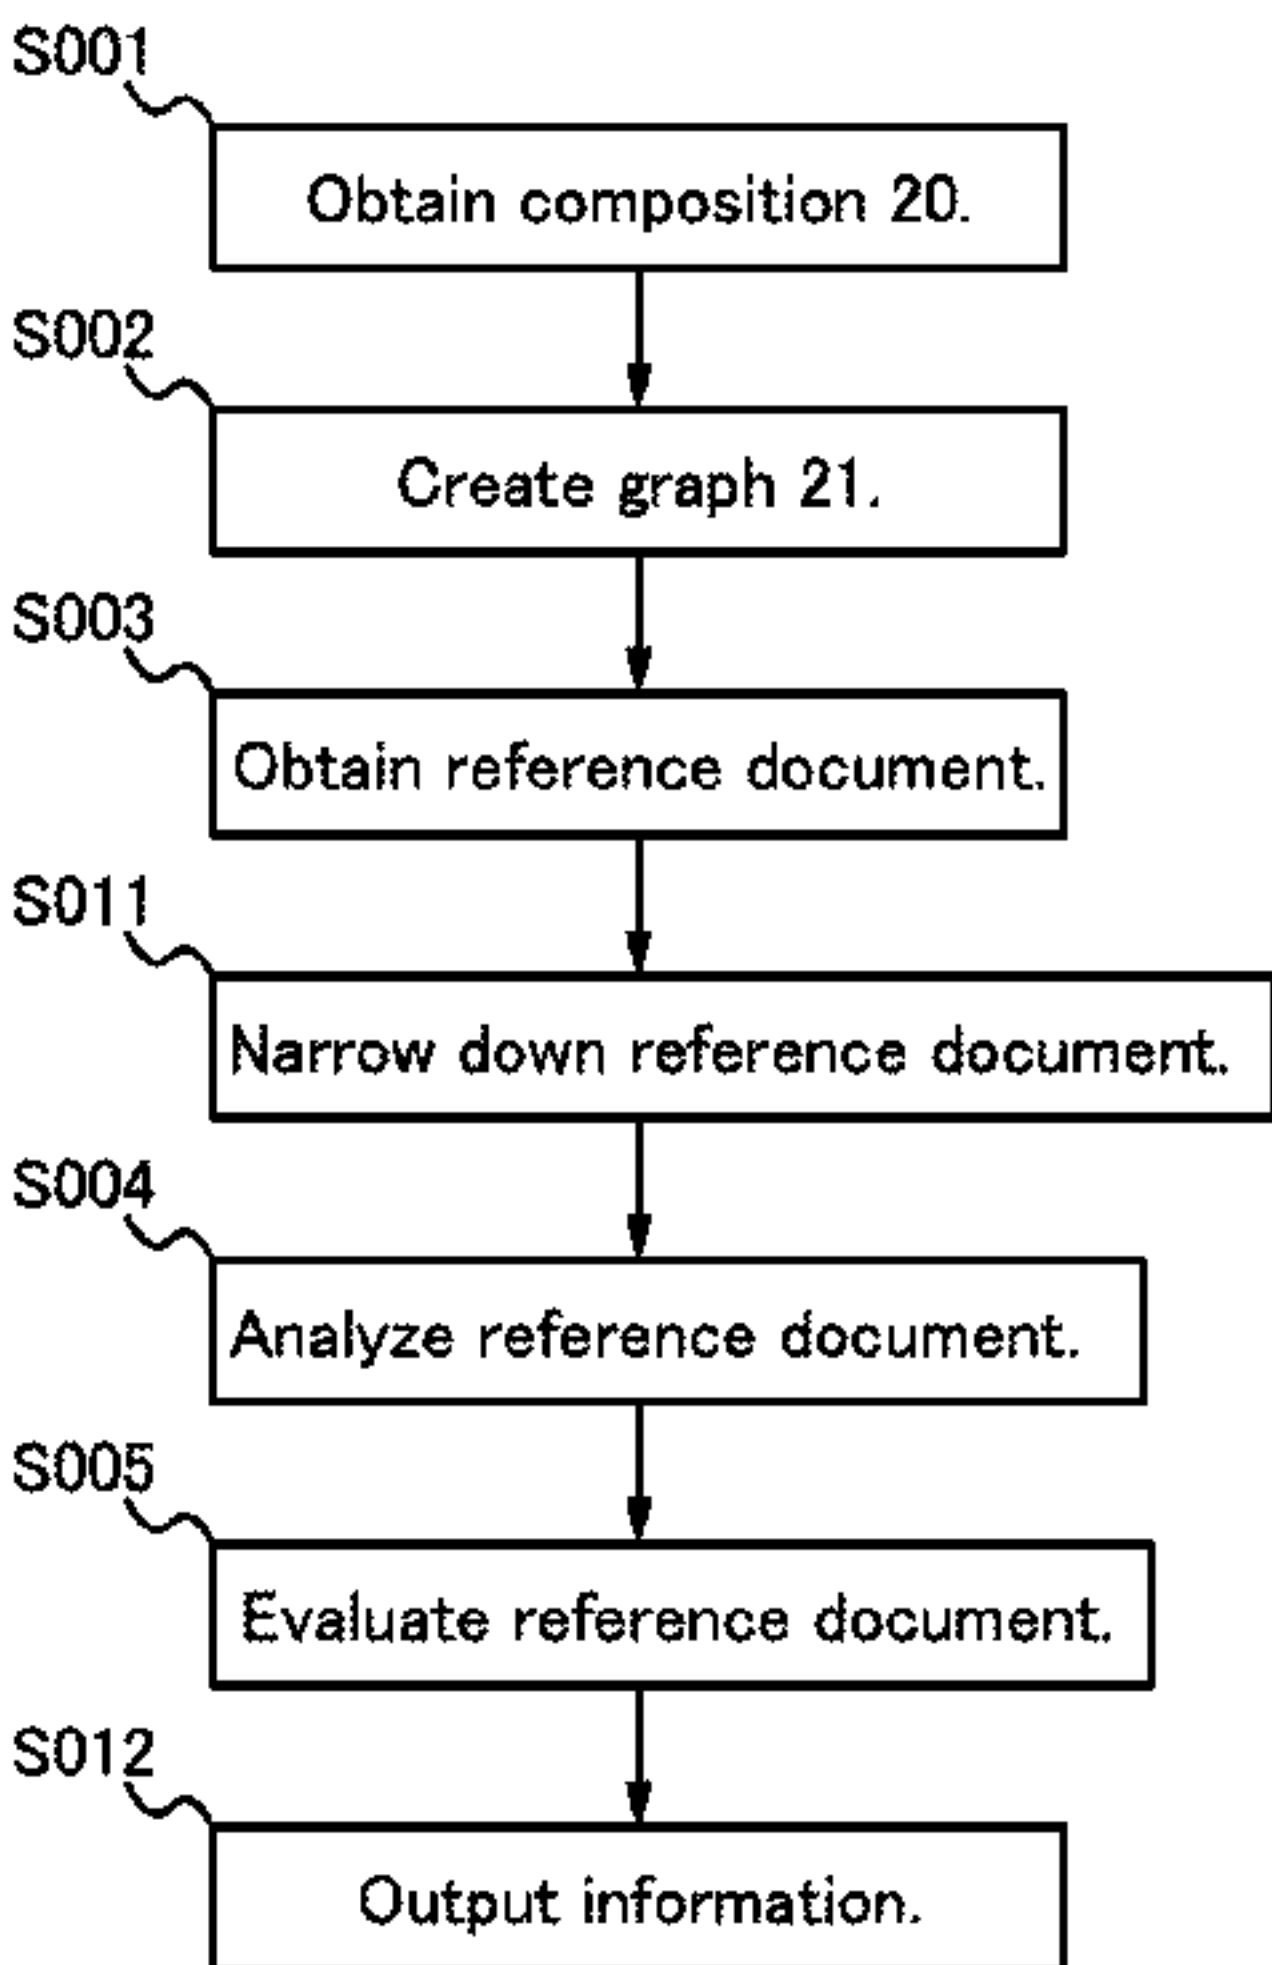 S001
Obtain composition 20.
S002
Create graph 21.
S003
Obtain reference document.
S011
Narrow down reference document.
S004
Analyze reference document.
S005
Evaluate reference document.
S012
Output information.